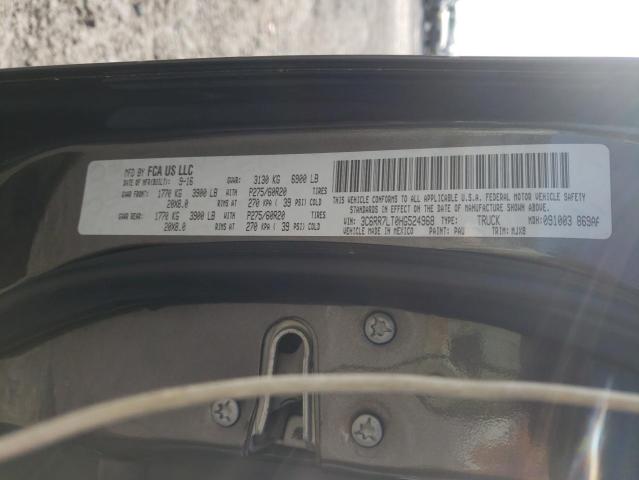 MFD BY FCA US LLC
DATE OF MFR(BUILT): 9-16 GVWR: 3130 KG 6900 LB
GAWR FRONT: 1770 KG 3900 LB WITH P275/60R20 TIRES
20X8.0 RIMS AT 270 KPA ( 39 PSI) COLD
GAWR REAR: 1770 KG 3900 LB WITH P275/60R20 TIRES
20X8.0 RIMS AT 270 KPA ( 39 PSI) COLD
THIS VEHICLE CONFORMS TO ALL APPLICABLE U.S.A. FEDERAL MOTOR VEHICLE SAFETY
STANDARDS IN EFFECT ON THE DATE OF MANUFACTURE SHOWN ABOVE.
VIN: 3C6RR7LT0HG524968 TYPE: TRUCK MDH: 091003 869AF
VEHICLE MADE IN MEXICO PAINT: PAU TRIM: MJX8